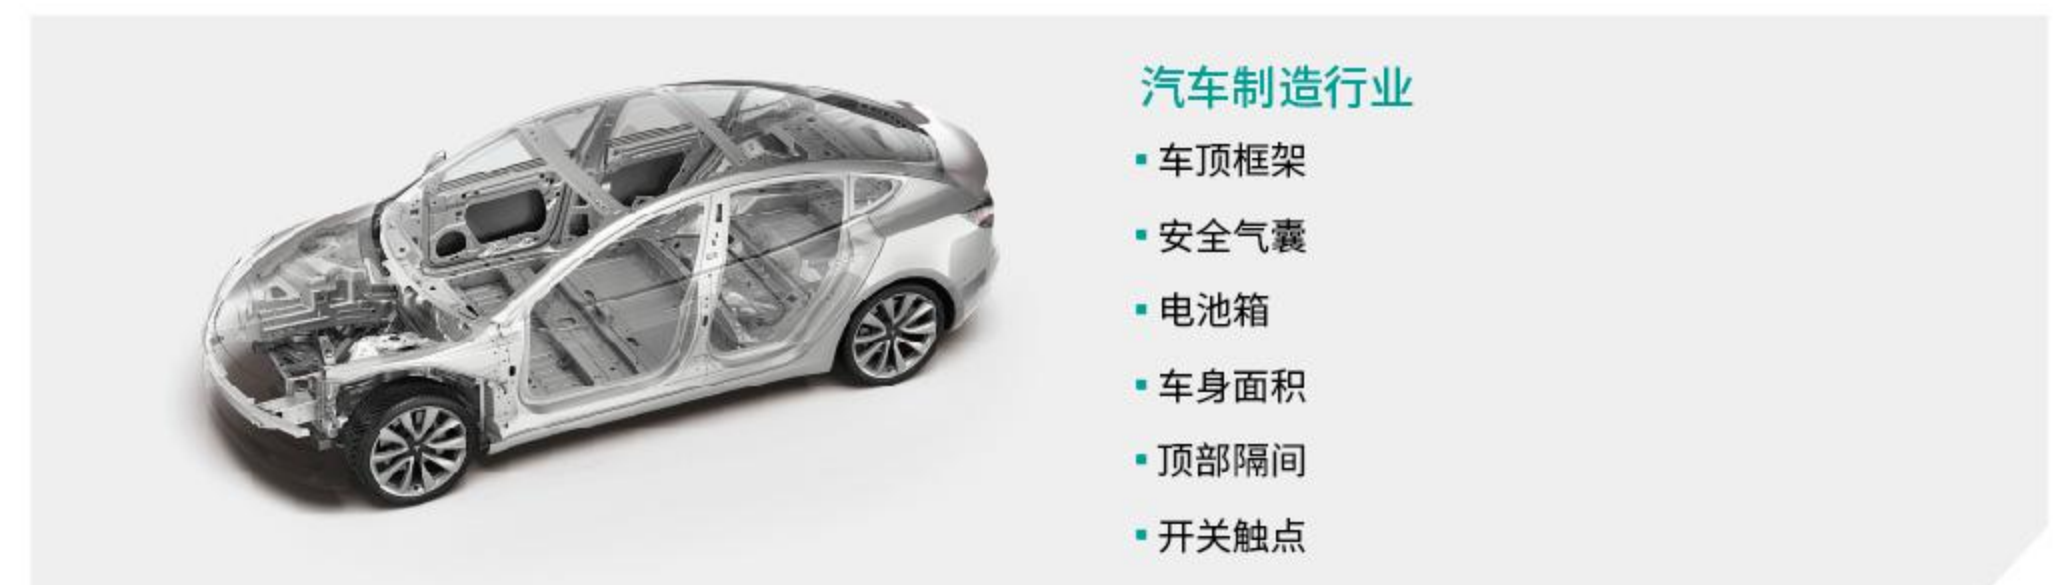 汽车制造行业
▪ 车顶框架
▪ 安全气囊
▪ 电池箱
▪ 车身面积
▪ 顶部隔间
▪ 开关触点